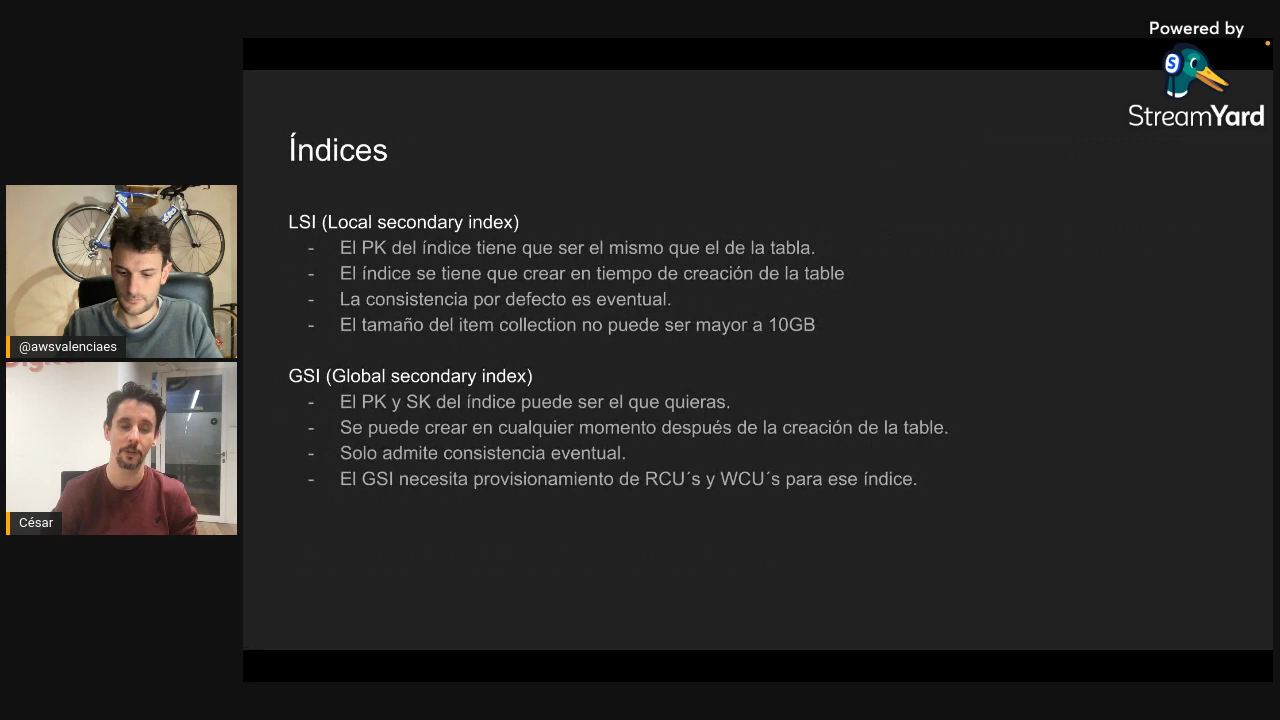 Powered by
StreamYard
Índices
LSI (Local secondary index)
- El PK del índice tiene que ser el mismo que el de la tabla.
- El índice se tiene que crear en tiempo de creación de la table
- La consistencia por defecto es eventual.
- El tamaño del item collection no puede ser mayor a 10GB
GSI (Global secondary index)
- El PK y SK del índice puede ser el que quieras.
- Se puede crear en cualquier momento después de la creación de la table.
- Solo admite consistencia eventual.
- El GSI necesita provisionamiento de RCU´s y WCU´s para ese índice.
@awsvalenciaes
César